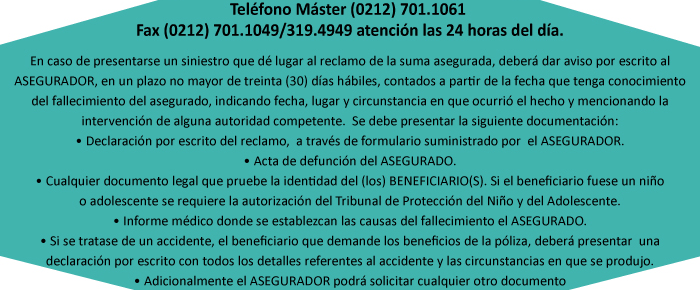 Teléfono Máster (0212) 701.1061
Fax (0212) 701.1049/319.4949 atención las 24 horas del día.
En caso de presentarse un siniestro que dé lugar al reclamo de la suma asegurada, deberá dar aviso por escrito al
ASEGURADOR, en un plazo no mayor de treinta (30) días hábiles, contados a partir de la fecha que tenga conocimiento
del fallecimiento del asegurado, indicando fecha, lugar y circunstancia en que ocurrió el hecho y mencionando la
intervención de alguna autoridad competente. Se debe presentar la siguiente documentación:
• Declaración por escrito del reclamo, a través de formulario suministrado por el ASEGURADOR.
• Acta de defunción del ASEGURADO.
• Cualquier documento legal que pruebe la identidad del (los) BENEFICIARIO(S). Si el beneficiario fuese un niño
o adolescente se requiere la autorización del Tribunal de Protección del Niño y del Adolescente.
• Informe médico donde se establezcan las causas del fallecimiento el ASEGURADO.
• Si se tratase de un accidente, el beneficiario que demande los beneficios de la póliza, deberá presentar una
declaración por escrito con todos los detalles referentes al accidente y las circunstancias en que se produjo.
• Adicionalmente el ASEGURADOR podrá solicitar cualquier otro documento